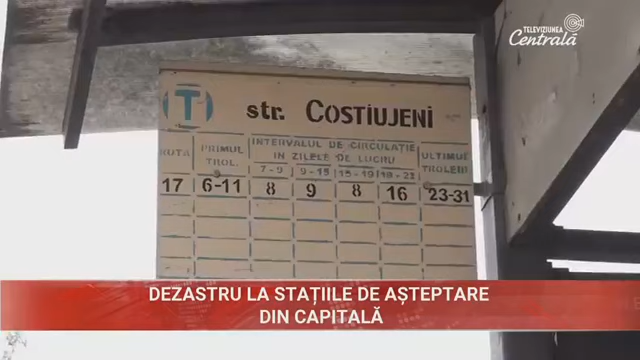 TELEVIZIUNEA
Centrală
T str. COSTIUJENI
RUTA PRIMUL TROL. INTERVALUL DE CIRCULAȚIE IN ZILELE DE LUCRU ULTIMUL TROLEIB
7-9 9-15 15-19 19-23
17 6-11 8 9 8 16 23-31
DEZASTRU LA STAȚIILE DE AȘTEPTARE
DIN CAPITALĂ